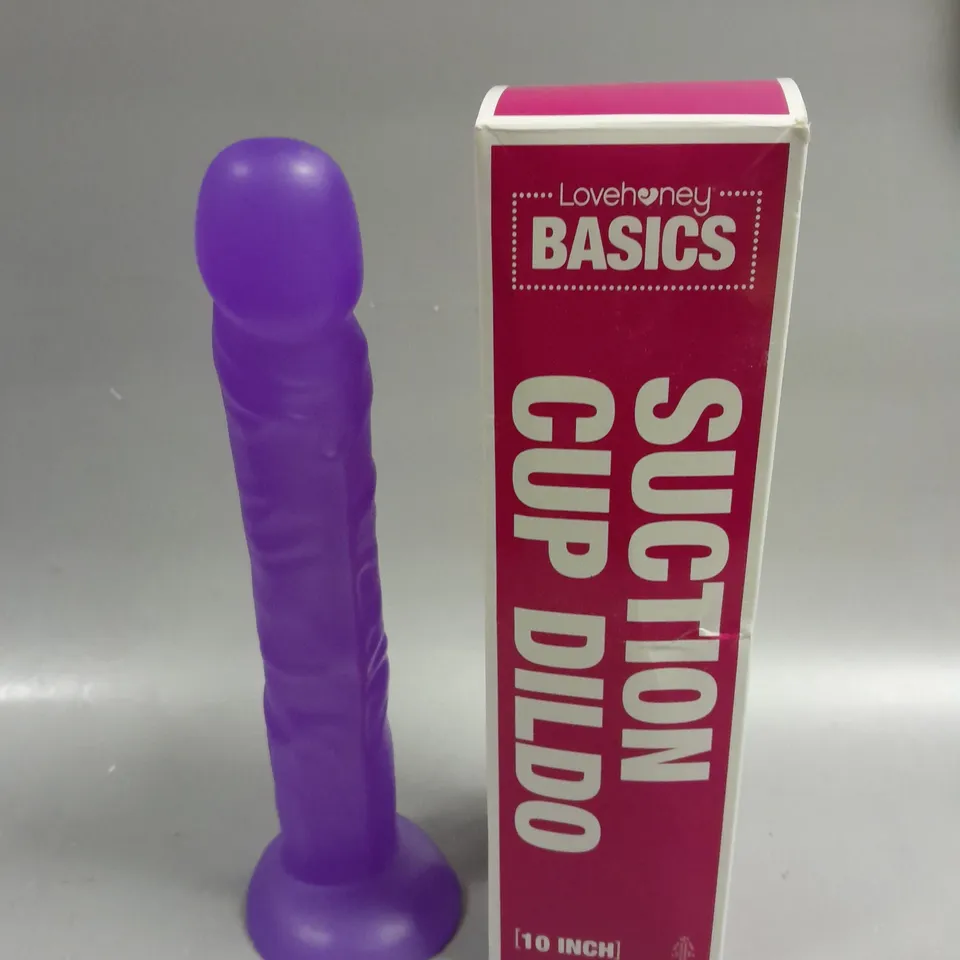 Lovehoney
BASICS
SUCTION
CUP DILDO
[10 INCH]